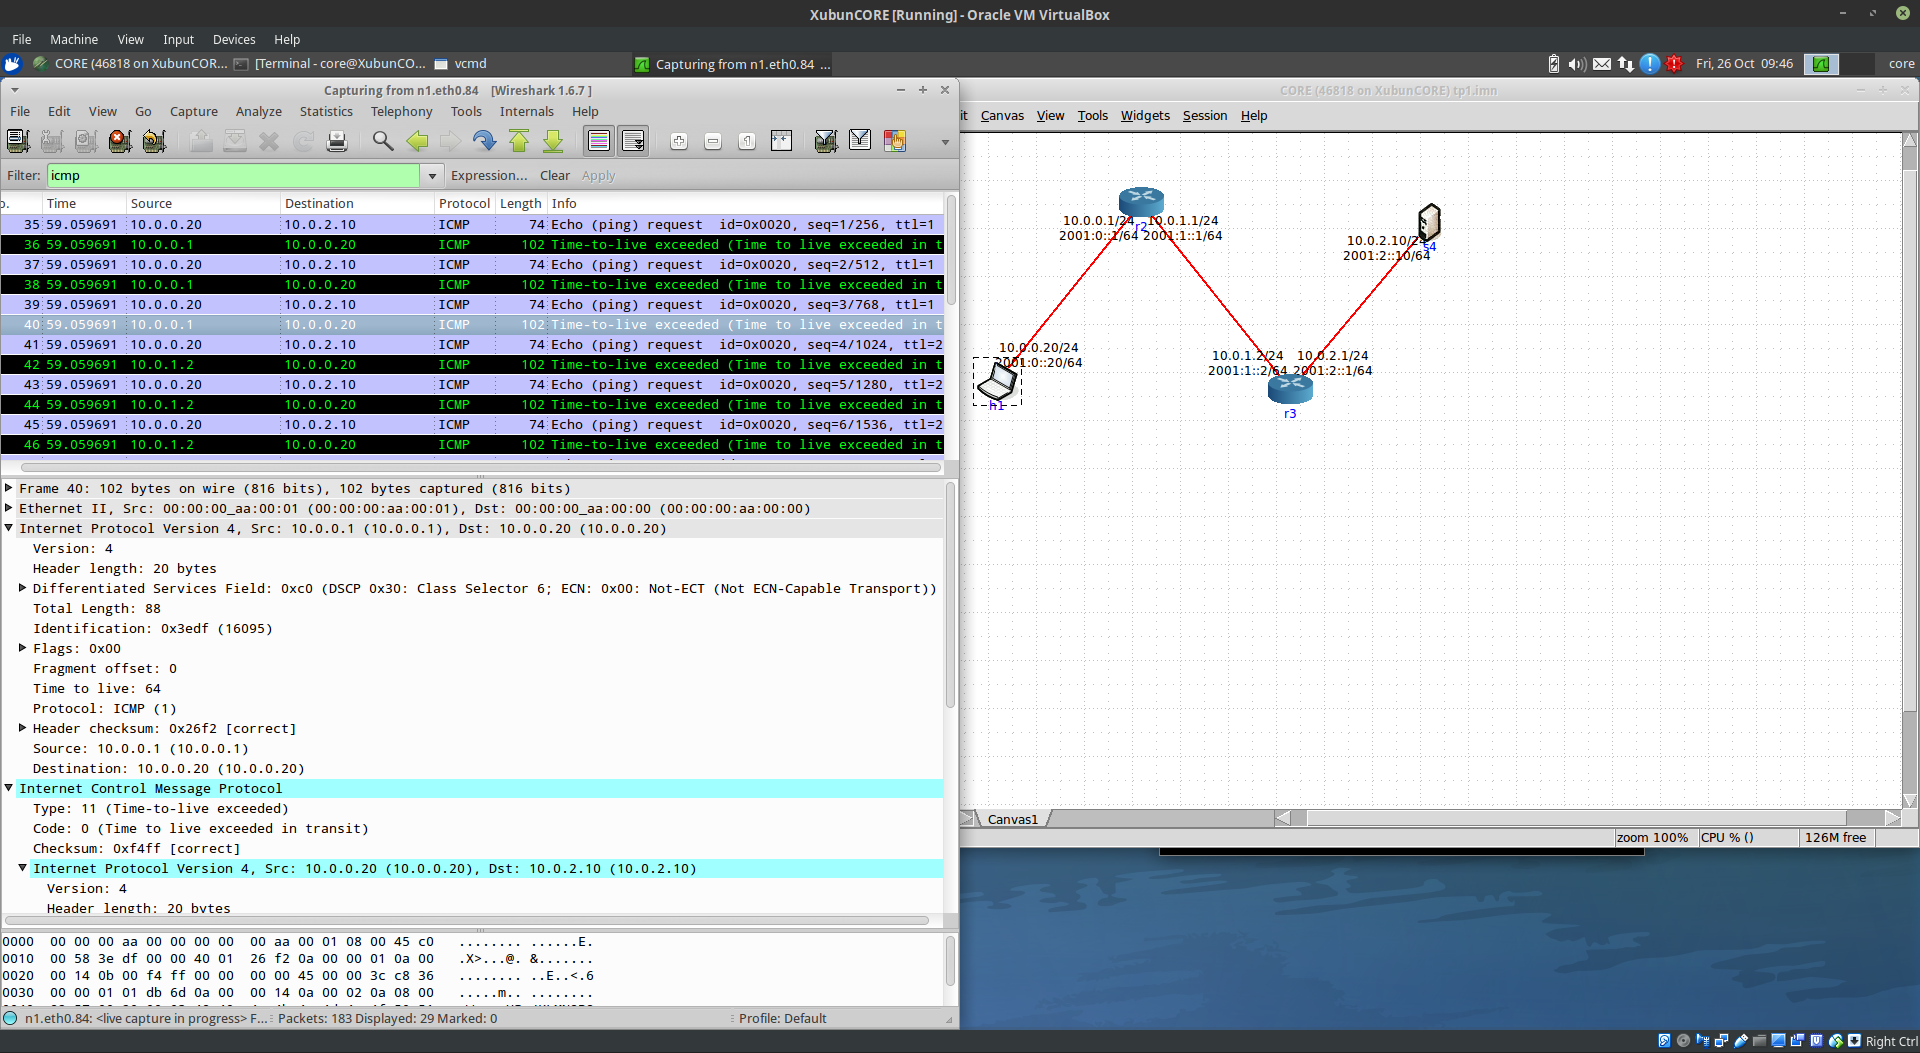 XubunCORE [Running] - Oracle VM VirtualBox
File Machine View Input Devices Help
CORE (46818 on XubunCOR... [Terminal - core@XubunCO... vcmd Capturing from n1.eth0.84 ... Fri, 26 Oct 09:46 core
Capturing from n1.eth0.84 [Wireshark 1.6.7 ]
File Edit View Go Capture Analyze Statistics Telephony Tools Internals Help
Filter: icmp Expression... Clear Apply
o. Time Source Destination Protocol Length Info
35 59.059691 10.0.0.20 10.0.2.10 ICMP 74 Echo (ping) request id=0x0020, seq=1/256, ttl=1
36 59.059691 10.0.0.1 10.0.0.20 ICMP 102 Time-to-live exceeded (Time to live exceeded in t
37 59.059691 10.0.0.20 10.0.2.10 ICMP 74 Echo (ping) request id=0x0020, seq=2/512, ttl=1
38 59.059691 10.0.0.1 10.0.0.20 ICMP 102 Time-to-live exceeded (Time to live exceeded in t
39 59.059691 10.0.0.20 10.0.2.10 ICMP 74 Echo (ping) request id=0x0020, seq=3/768, ttl=1
40 59.059691 10.0.0.1 10.0.0.20 ICMP 102 Time-to-live exceeded (Time to live exceeded in t
41 59.059691 10.0.0.20 10.0.2.10 ICMP 74 Echo (ping) request id=0x0020, seq=4/1024, ttl=2
42 59.059691 10.0.1.2 10.0.0.20 ICMP 102 Time-to-live exceeded (Time to live exceeded in t
43 59.059691 10.0.0.20 10.0.2.10 ICMP 74 Echo (ping) request id=0x0020, seq=5/1280, ttl=2
44 59.059691 10.0.1.2 10.0.0.20 ICMP 102 Time-to-live exceeded (Time to live exceeded in t
45 59.059691 10.0.0.20 10.0.2.10 ICMP 74 Echo (ping) request id=0x0020, seq=6/1536, ttl=2
46 59.059691 10.0.1.2 10.0.0.20 ICMP 102 Time-to-live exceeded (Time to live exceeded in t
Frame 40: 102 bytes on wire (816 bits), 102 bytes captured (816 bits)
Ethernet II, Src: 00:00:00_aa:00:01 (00:00:00:aa:00:01), Dst: 00:00:00_aa:00:00 (00:00:00:aa:00:00)
Internet Protocol Version 4, Src: 10.0.0.1 (10.0.0.1), Dst: 10.0.0.20 (10.0.0.20)
Version: 4
Header length: 20 bytes
Differentiated Services Field: 0xc0 (DSCP 0x30: Class Selector 6; ECN: 0x00: Not-ECT (Not ECN-Capable Transport))
Total Length: 88
Identification: 0x3edf (16095)
Flags: 0x00
Fragment offset: 0
Time to live: 64
Protocol: ICMP (1)
Header checksum: 0x26f2 [correct]
Source: 10.0.0.1 (10.0.0.1)
Destination: 10.0.0.20 (10.0.0.20)
Internet Control Message Protocol
Type: 11 (Time-to-live exceeded)
Code: 0 (Time to live exceeded in transit)
Checksum: 0xf4ff [correct]
Internet Protocol Version 4, Src: 10.0.0.20 (10.0.0.20), Dst: 10.0.2.10 (10.0.2.10)
Version: 4
Header length: 20 bytes
0000 00 00 00 aa 00 00 00 00 00 aa 00 01 08 00 45 c0 ........ ......E.
0010 00 58 3e df 00 00 40 01 26 f2 0a 00 00 01 0a 00 .X>...@. &.......
0020 00 14 0b 00 f4 ff 00 00 00 00 45 00 00 3c c8 36 ........ ..E..<.6
0030 00 00 01 01 db 6d 0a 00 00 14 0a 00 02 0a 08 00 .....m.. ........
n1.eth0.84: <live capture in progress> F... Packets: 183 Displayed: 29 Marked: 0 Profile: Default
CORE (46818 on XubunCORE) tp1.imn
it Canvas View Tools Widgets Session Help
10.0.0.1/24 10.0.1.1/24
r2
2001:0::1/64 2001:1::1/64
10.0.2.10/24
s4
2001:2::10/64
10.0.0.20/24
2001:0::20/64
n1
10.0.1.2/24 10.0.2.1/24
2001:1::2/64 2001:2::1/64
r3
Canvas1
zoom 100% CPU % () 126M free
Right Ctrl